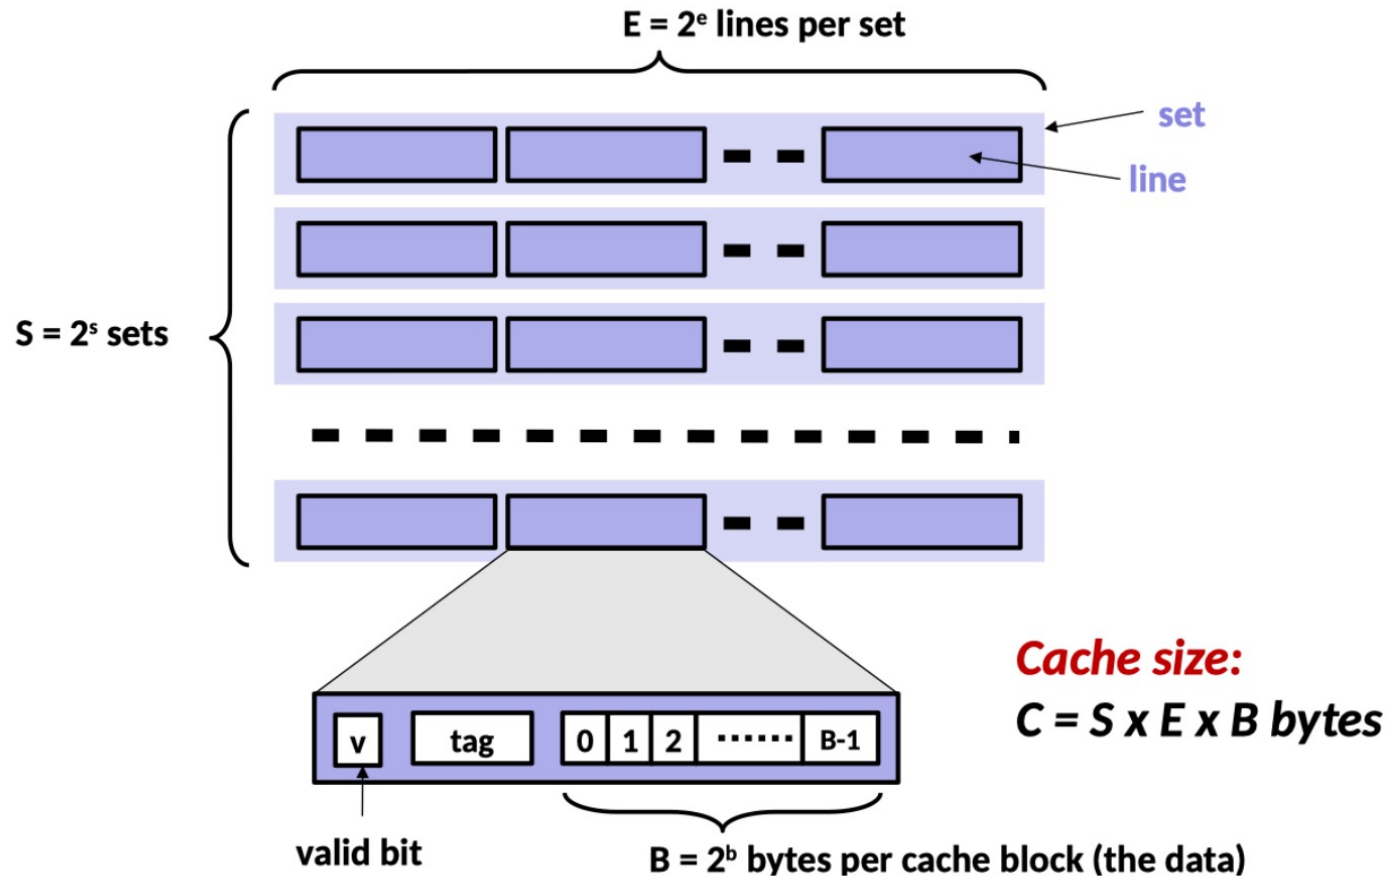 E = 2ᵉ lines per set
set
line
S = 2ˢ sets
Cache size:
C = S x E x B bytes
v
tag
0
1
2
······
B-1
valid bit
B = 2ᵇ bytes per cache block (the data)